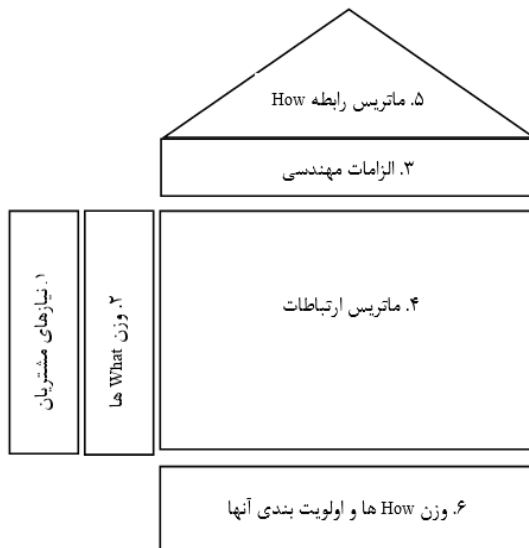 ۵. ماتریس رابطه How
۳. الزامات مهندسی
۱. نیازهای مشتریان
۲. وزن What ها
۴. ماتریس ارتباطات
۶. وزن How ها و اولویت بندی آنها